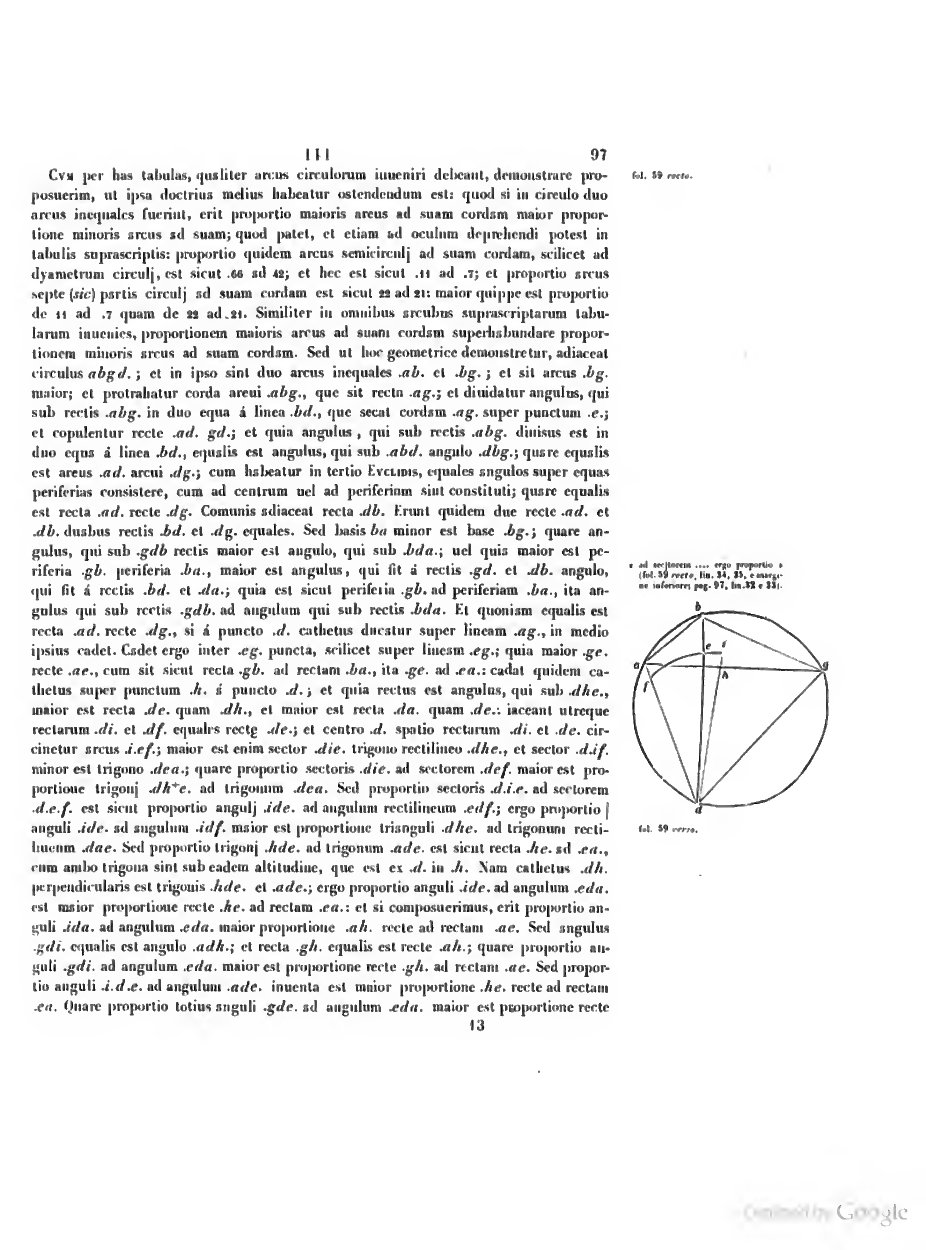 III 97
CVM per has tabulas, qualiter arcus circulorum inueniri debeant, demonstrare pro-
posuerim, ut ipsa doctrina melius habeatur ostendendum est: quod si in circulo duo
arcus inequales fuerint, erit proportio maioris arcus ad suam cordam maior propor-
tione minoris arcus ad suam; quod patet, et etiam ad oculum deprehendi potest in
tabulis suprascriptis: proportio quidem arcus semicirculj ad suam cordam, scilicet ad
dyametrum circulj, est sicut .66 ad 42; et hec est sicut .11 ad .7; et proportio arcus
septe (sic) partis circulj ad suam cordam est sicut 22 ad 21: maior quippe est proportio
de 11 ad .7 quam de 22 ad .21. Similiter in omnibus arcubus suprascriptarum tabu-
larum inuenies, proportionem maioris arcus ad suam cordam superhabundare propor-
tionem minoris arcus ad suam cordam. Sed ut hoc geometrice demonstretur, adiaceat
circulus abgd. ; et in ipso sint duo arcus inequales .ab. et .bg. ; et sit arcus .bg.
maior; et protrahatur corda arcui .abg., que sit recta .ag.; et diuidatur angulus, qui
sub rectis .abg. in duo equa á linea .bd., que secat cordam .ag. super punctum .e.;
et copulentur recte .ad. gd.; et quia angulus , qui sub rectis .abg. diuisus est in
duo equa á linea .bd., equalis est angulus, qui sub .abd. angulo .dbg.; quare equalis
est arcus .ad. arcui .dg.; cum habeatur in tertio EVCLIDIS, equales angulos super equas
periferias consistere, cum ad centrum uel ad periferiam sint constituti; quare equalis
est recta .ad. recte .dg. Comunis adiaceat recta .db. Erunt quidem due recte .ad. et
.db. duabus rectis .bd. et .dg. equales. Sed basis ba minor est base .bg.; quare an-
gulus, qui sub .gdb rectis maior est angulo, qui sub .bda.; uel quia maior est pe-
riferia .gb. periferia .ba., maior est angulus, qui fit á rectis .gd. et .db. angulo,
qui fit á rectis .bd. et .da.; quia est sicut periferia .gb. ad periferiam .ba., ita an-
gulus qui sub rectis .gdb. ad angulum qui sub rectis .bda. Et quoniam equalis est
recta .ad. recte .dg., si á puncto .d. cathetus ducatur super lineam .ag., in medio
ipsius cadet. Cadet ergo inter .eg. puncta, scilicet super lineam .eg.; quia maior .ge.
recte .ae., cum sit sicut recta .gb. ad rectam .ba., ita .ge. ad .ea.: cadat quidem ca-
thetus super punctum .h. á puncto .d. ; et quia rectus est angulus, qui sub .dhe.,
maior est recta .de. quam .dh., et maior est recta .da. quam .de.: iaceant utreque
rectarum .di. et .df. equales rectę .de.; et centro .d. spatio rectarum .di. et .de. cir-
cinetur arcus .i.ef.; maior est enim sector .die. trigono rectilineo .dhe., et sector .d.if.
minor est trigono .dea.; quare proportio sectoris .die. ad sectorem .def. maior est pro-
portione trigonj .dh+e. ad trigonum .dea. Sed proportio sectoris .d.i.e. ad sectorem
.d.e.f. est sicut proportio angulj .ide. ad angulum rectilineum .edf.; ergo proportio |
anguli .ide. ad angulum .idf. maior est proportione trianguli .dhe. ad trigonum recti-
lineum .dae. Sed proportio trigonj .hde. ad trigonum .ade. est sicut recta .he. ad .ea.,
cum ambo trigona sint sub eadem altitudine, que est ex .d. in .h. Nam cathetus .dh.
perpendicularis est trigonis .hde. et .ade.; ergo proportio anguli .ide. ad angulum .eda.
est maior proportione recte .he. ad rectam .ea.: et si composuerimus, erit proportio an-
guli .ida. ad angulum .eda. maior proportione .ah. recte ad rectam .ae. Sed angulus
.gdi. equalis est angulo .adh.; et recta .gh. equalis est recte .ah.; quare proportio an-
guli .gdi. ad angulum .eda. maior est proportione recte .gh. ad rectam .ae. Sed propor-
tio anguli .i.d.e. ad angulum .ade. inuenta est maior proportione .he. recte ad rectam
.ea. Quare proportio totius anguli .gde. ad angulum .eda. maior est proportione recte
13
fol. 59 recto.
« ad sectorem .... ergo proportio »
(fol. 59 recto, lin. 34, 35, e margi-
ne inferiore; pag. 97, lin. 32 e 33).
b
e i
a g
h
f
d
fol. 59 verso.
Digitized by Google